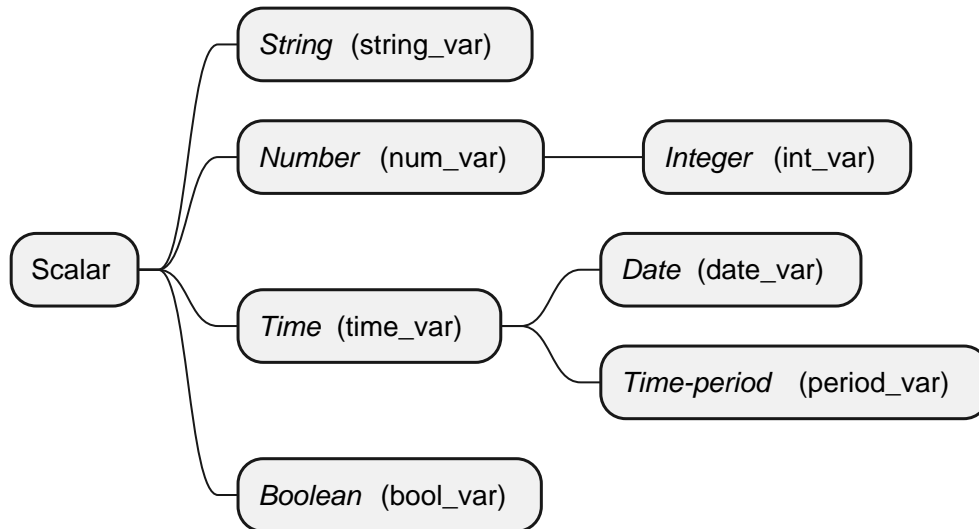 Scalar
String (string_var)
Number (num_var)
Integer (int_var)
Time (time_var)
Date (date_var)
Time-period (period_var)
Boolean (bool_var)